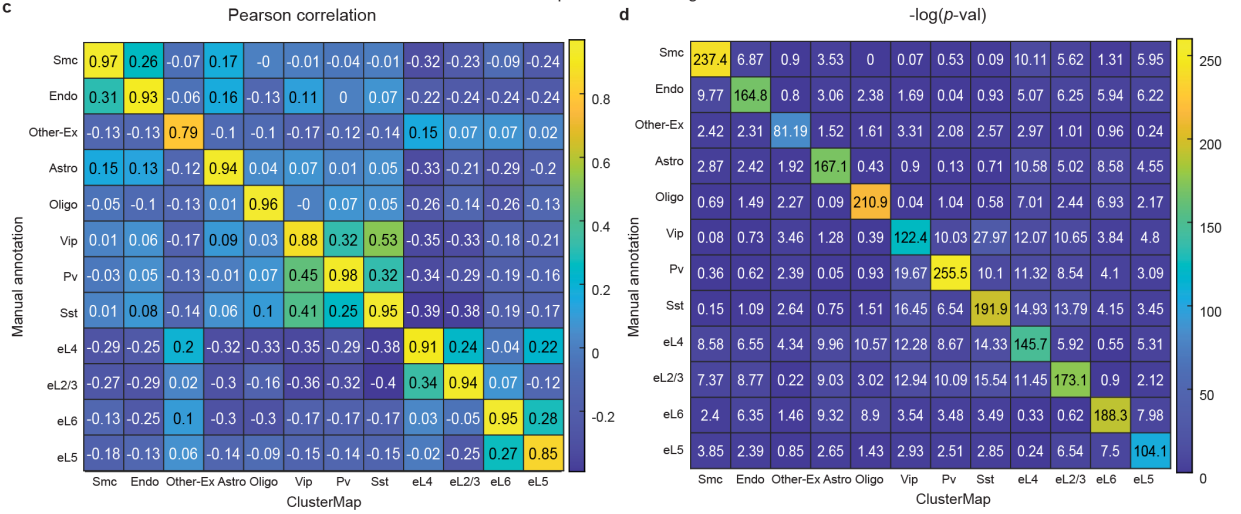 c
Pearson correlation
Smc 0.97 0.26 -0.07 0.17 -0 -0.01 -0.04 -0.01 -0.32 -0.23 -0.09 -0.24
Endo 0.31 0.93 -0.06 0.16 -0.13 0.11 0 0.07 -0.22 -0.24 -0.24 -0.24
Other-Ex -0.13 -0.13 0.79 -0.1 -0.1 -0.17 -0.12 -0.14 0.15 0.07 0.07 0.02
Astro 0.15 0.13 -0.12 0.94 0.04 0.07 0.01 0.05 -0.33 -0.21 -0.29 -0.2
Oligo -0.05 -0.1 -0.13 0.01 0.96 -0 0.07 0.05 -0.26 -0.14 -0.26 -0.13
Vip 0.01 0.06 -0.17 0.09 0.03 0.88 0.32 0.53 -0.35 -0.33 -0.18 -0.21
Pv -0.03 0.05 -0.13 -0.01 0.07 0.45 0.98 0.32 -0.34 -0.29 -0.19 -0.16
Sst 0.01 0.08 -0.14 0.06 0.1 0.41 0.25 0.95 -0.39 -0.38 -0.19 -0.17
eL4 -0.29 -0.25 0.2 -0.32 -0.33 -0.35 -0.29 -0.38 0.91 0.24 -0.04 0.22
eL2/3 -0.27 -0.29 0.02 -0.3 -0.16 -0.36 -0.32 -0.4 0.34 0.94 0.07 -0.12
eL6 -0.13 -0.25 0.1 -0.3 -0.3 -0.17 -0.17 -0.17 0.03 -0.05 0.95 0.28
eL5 -0.18 -0.13 0.06 -0.14 -0.09 -0.15 -0.14 -0.15 -0.02 -0.25 0.27 0.85
Smc Endo Other-Ex Astro Oligo Vip Pv Sst eL4 eL2/3 eL6 eL5
ClusterMap
Manual annotation
0.8
0.6
0.4
0.2
0
-0.2
d
-log(p-val)
Smc 237.4 6.87 0.9 3.53 0 0.07 0.53 0.09 10.11 5.62 1.31 5.95
Endo 9.77 164.8 0.8 3.06 2.38 1.69 0.04 0.93 5.07 6.25 5.94 6.22
Other-Ex 2.42 2.31 81.19 1.52 1.61 3.31 2.08 2.57 2.97 1.01 0.96 0.24
Astro 2.87 2.42 1.92 167.1 0.43 0.9 0.13 0.71 10.58 5.02 8.58 4.55
Oligo 0.69 1.49 2.27 0.09 210.9 0.04 1.04 0.58 7.01 2.44 6.93 2.17
Vip 0.08 0.73 3.46 1.28 0.39 122.4 10.03 27.97 12.07 10.65 3.84 4.8
Pv 0.36 0.62 2.39 0.05 0.93 19.67 255.5 10.1 11.32 8.54 4.1 3.09
Sst 0.15 1.09 2.64 0.75 1.51 16.45 6.54 191.9 14.93 13.79 4.15 3.45
eL4 8.58 6.55 4.34 9.96 10.57 12.28 8.67 14.33 145.7 5.92 0.55 5.31
eL2/3 7.37 8.77 0.22 9.03 3.02 12.94 10.09 15.54 11.45 173.1 0.9 2.12
eL6 2.4 6.35 1.46 9.32 8.9 3.54 3.48 3.49 0.33 0.62 188.3 7.98
eL5 3.85 2.39 0.85 2.65 1.43 2.93 2.51 2.85 0.24 6.54 7.5 104.1
Smc Endo Other-Ex Astro Oligo Vip Pv Sst eL4 eL2/3 eL6 eL5
ClusterMap
Manual annotation
250
200
150
100
50
0